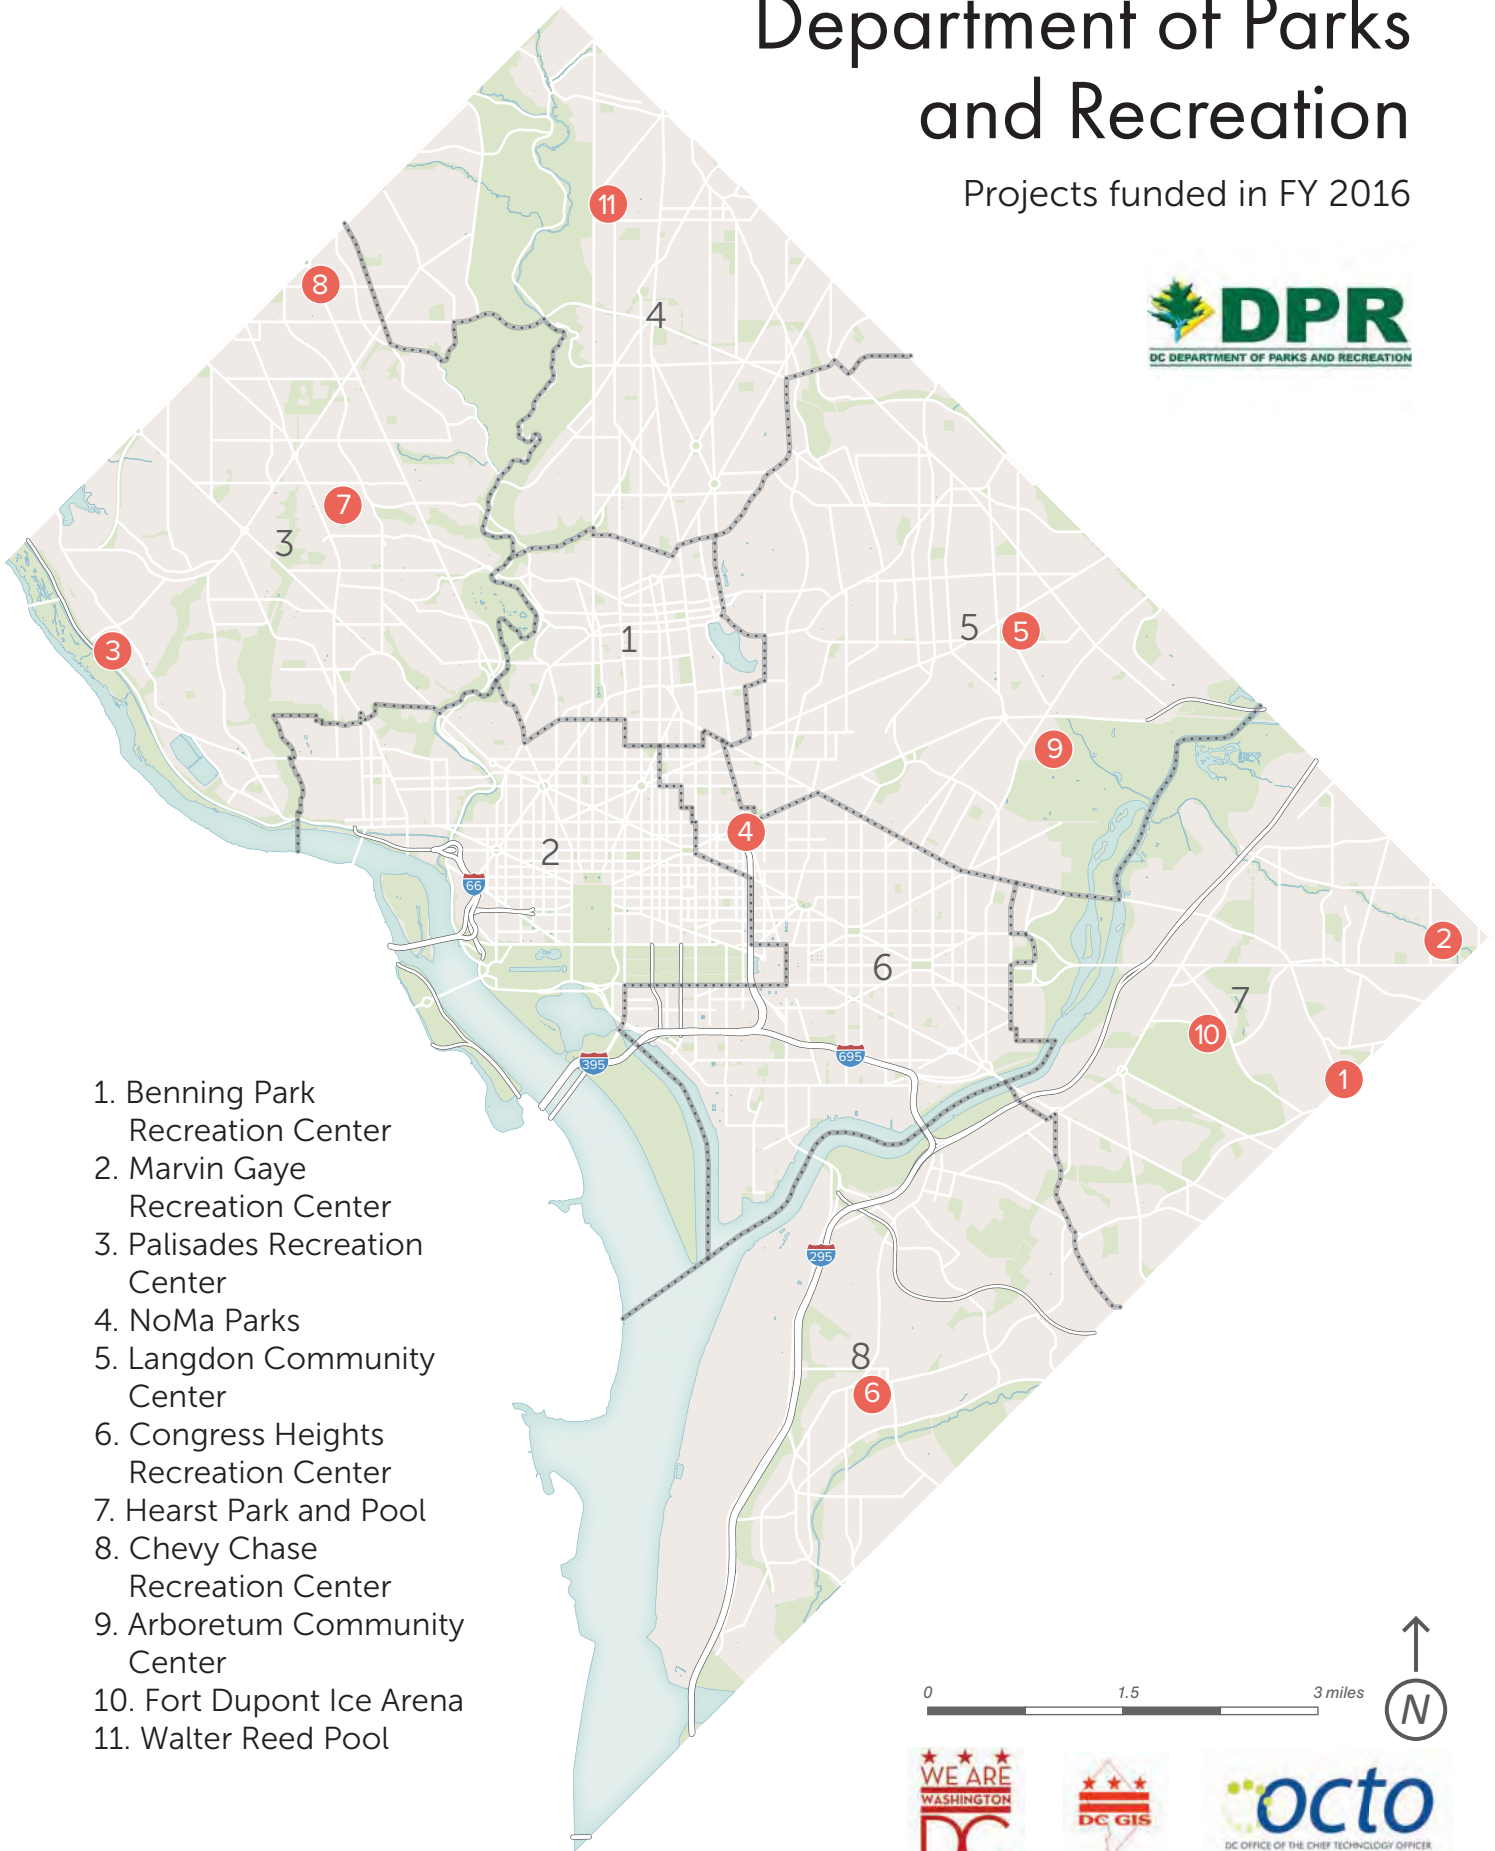 Department of Parks
and Recreation
Projects funded in FY 2016
DPR
DC DEPARTMENT OF PARKS AND RECREATION
11
8
4
7
3
3
1
5
5
9
4
2
66
2
6
7
10
395
695
1
295
8
6
1. Benning Park
Recreation Center
2. Marvin Gaye
Recreation Center
3. Palisades Recreation
Center
4. NoMa Parks
5. Langdon Community
Center
6. Congress Heights
Recreation Center
7. Hearst Park and Pool
8. Chevy Chase
Recreation Center
9. Arboretum Community
Center
10. Fort Dupont Ice Arena
11. Walter Reed Pool
0 1.5 3 miles
N
WE ARE
WASHINGTON
DC
DC GIS
octo
DC OFFICE OF THE CHIEF TECHNOLOGY OFFICER